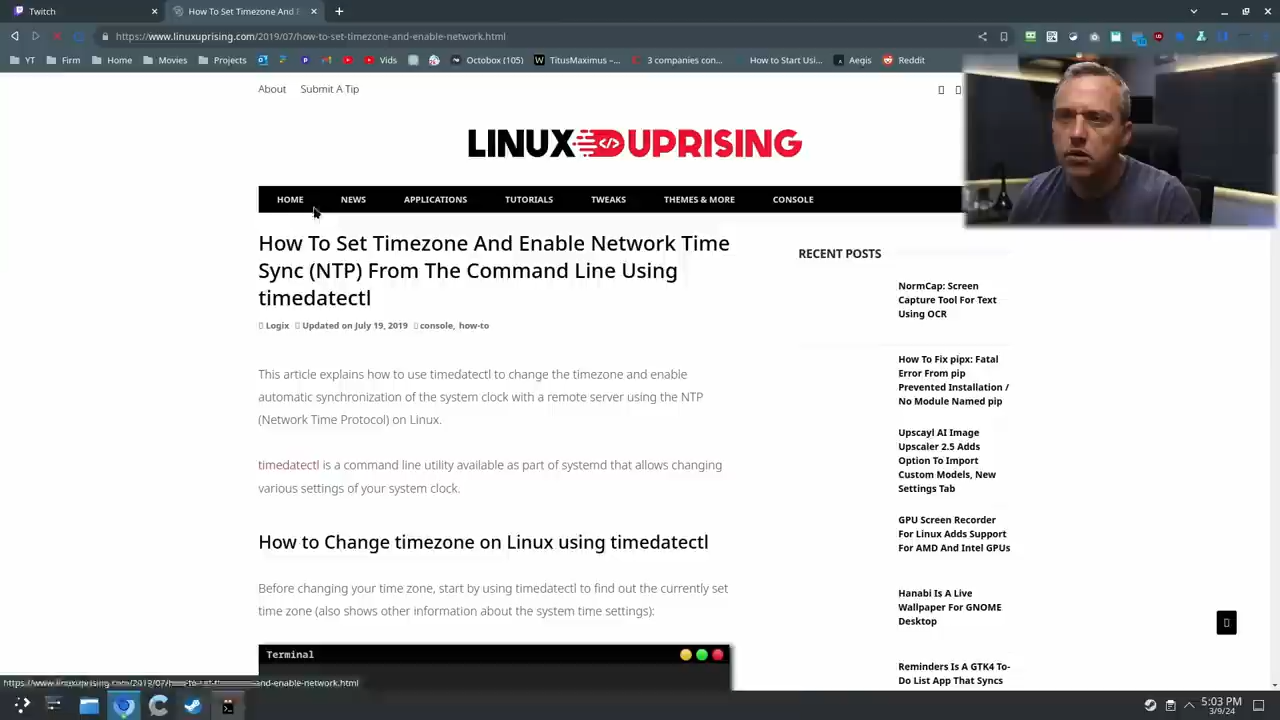 Twitch
How To Set Timezone And E
https://www.linuxuprising.com/2019/07/how-to-set-timezone-and-enable-network.html
YT
Firm
Home
Movies
Projects
Vids
Octobox (105)
TitusMaximus –...
3 companies con...
How to Start Usi...
Aegis
Reddit
About
Submit A Tip
LINUX </> UPRISING
HOME
NEWS
APPLICATIONS
TUTORIALS
TWEAKS
THEMES & MORE
CONSOLE
How To Set Timezone And Enable Network Time
Sync (NTP) From The Command Line Using
timedatectl
Logix Updated on July 19, 2019 console, how-to
This article explains how to use timedatectl to change the timezone and enable
automatic synchronization of the system clock with a remote server using the NTP
(Network Time Protocol) on Linux.
timedatectl is a command line utility available as part of systemd that allows changing
various settings of your system clock.
How to Change timezone on Linux using timedatectl
Before changing your time zone, start by using timedatectl to find out the currently set
time zone (also shows other information about the system time settings):
Terminal
RECENT POSTS
NormCap: Screen
Capture Tool For Text
Using OCR
How To Fix pipx: Fatal
Error From pip
Prevented Installation /
No Module Named pip
Upscayl AI Image
Upscaler 2.5 Adds
Option To Import
Custom Models, New
Settings Tab
GPU Screen Recorder
For Linux Adds Support
For AMD And Intel GPUs
Hanabi Is A Live
Wallpaper For GNOME
Desktop
Reminders Is A GTK4 To-
Do List App That Syncs
https://www.linuxuprising.com/2019/07/ho
and-enable-network.html
5:03 PM
3/9/24